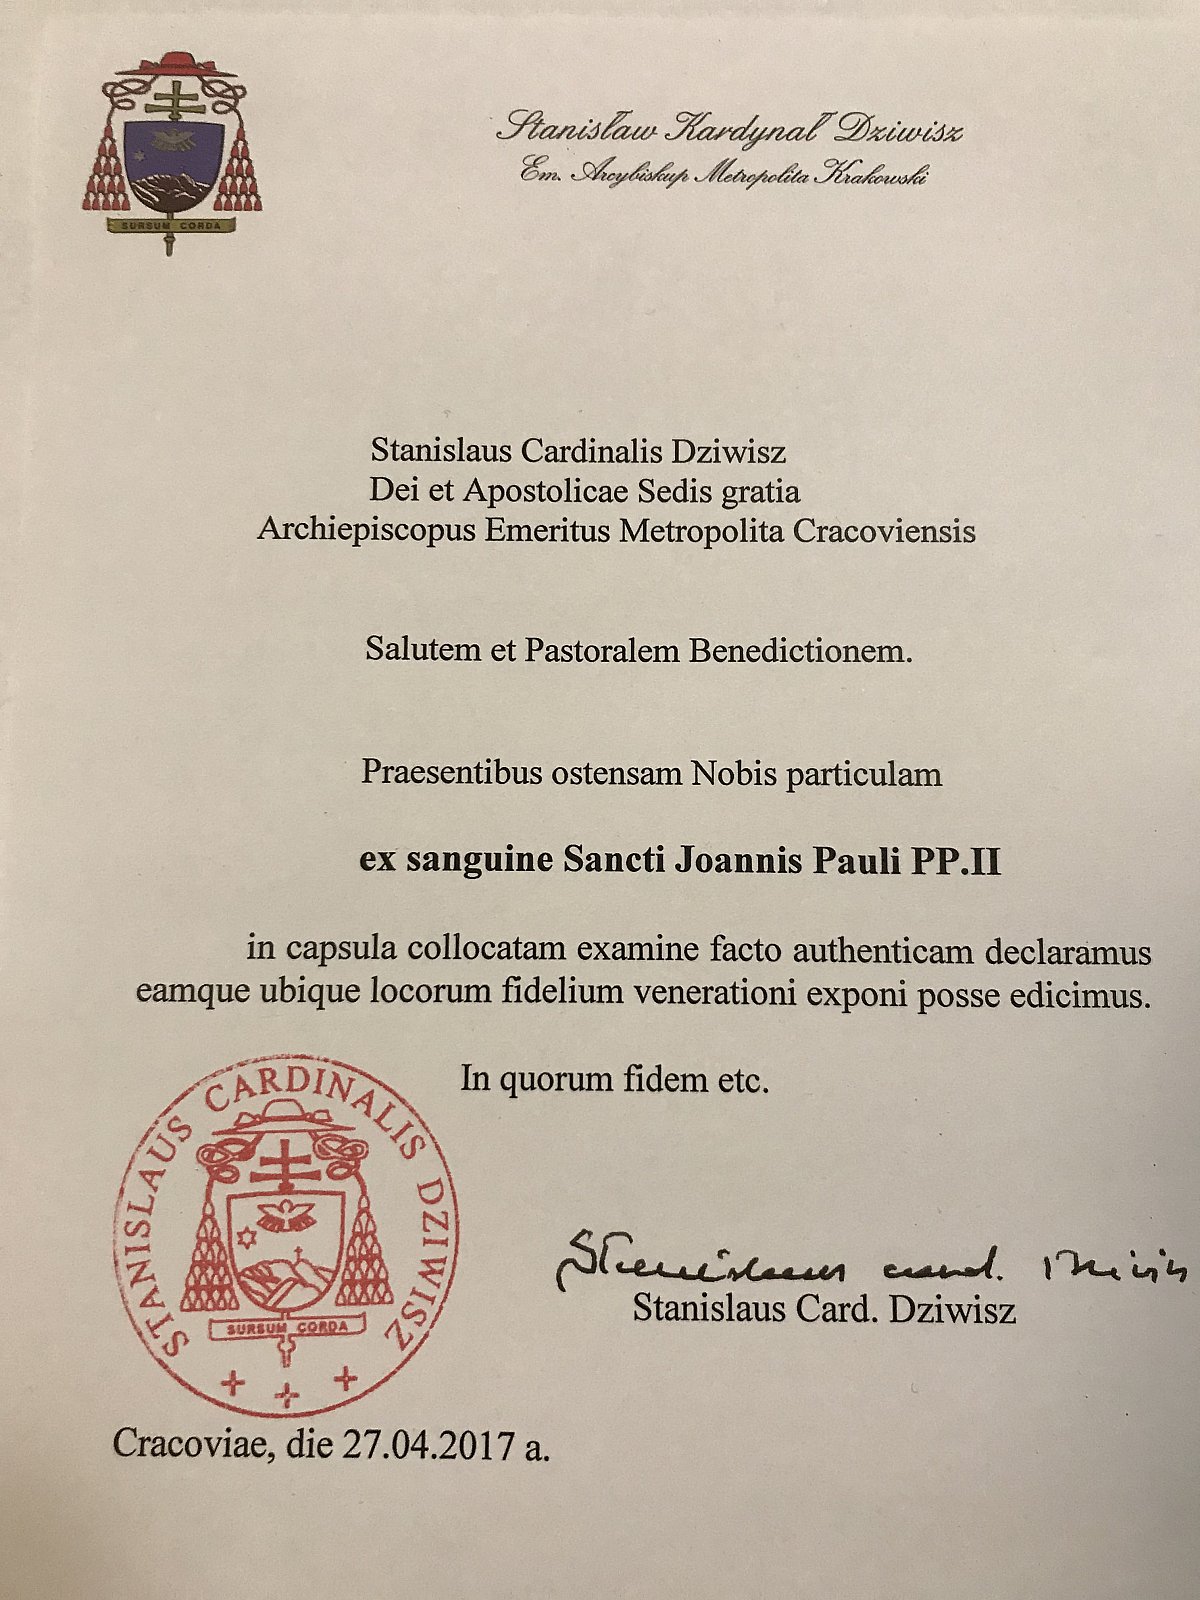 Stanisław Kardynał Dziwisz
Em. Arcybiskup Metropolita Krakowski
SURSUM CORDA
Stanislaus Cardinalis Dziwisz
Dei et Apostolicae Sedis gratia
Archiepiscopus Emeritus Metropolita Cracoviensis
Salutem et Pastoralem Benedictionem.
Praesentibus ostensam Nobis particulam
ex sanguine Sancti Joannis Pauli PP.II
in capsula collocatam examine facto authenticam declaramus
eamque ubique locorum fidelium venerationi exponi posse edicimus.
In quorum fidem etc.
STANISLAUS CARDINALIS DZIWISZ
SURSUM CORDA
Stanislaus card. Dziwisz
Stanislaus Card. Dziwisz
Cracoviae, die 27.04.2017 a.